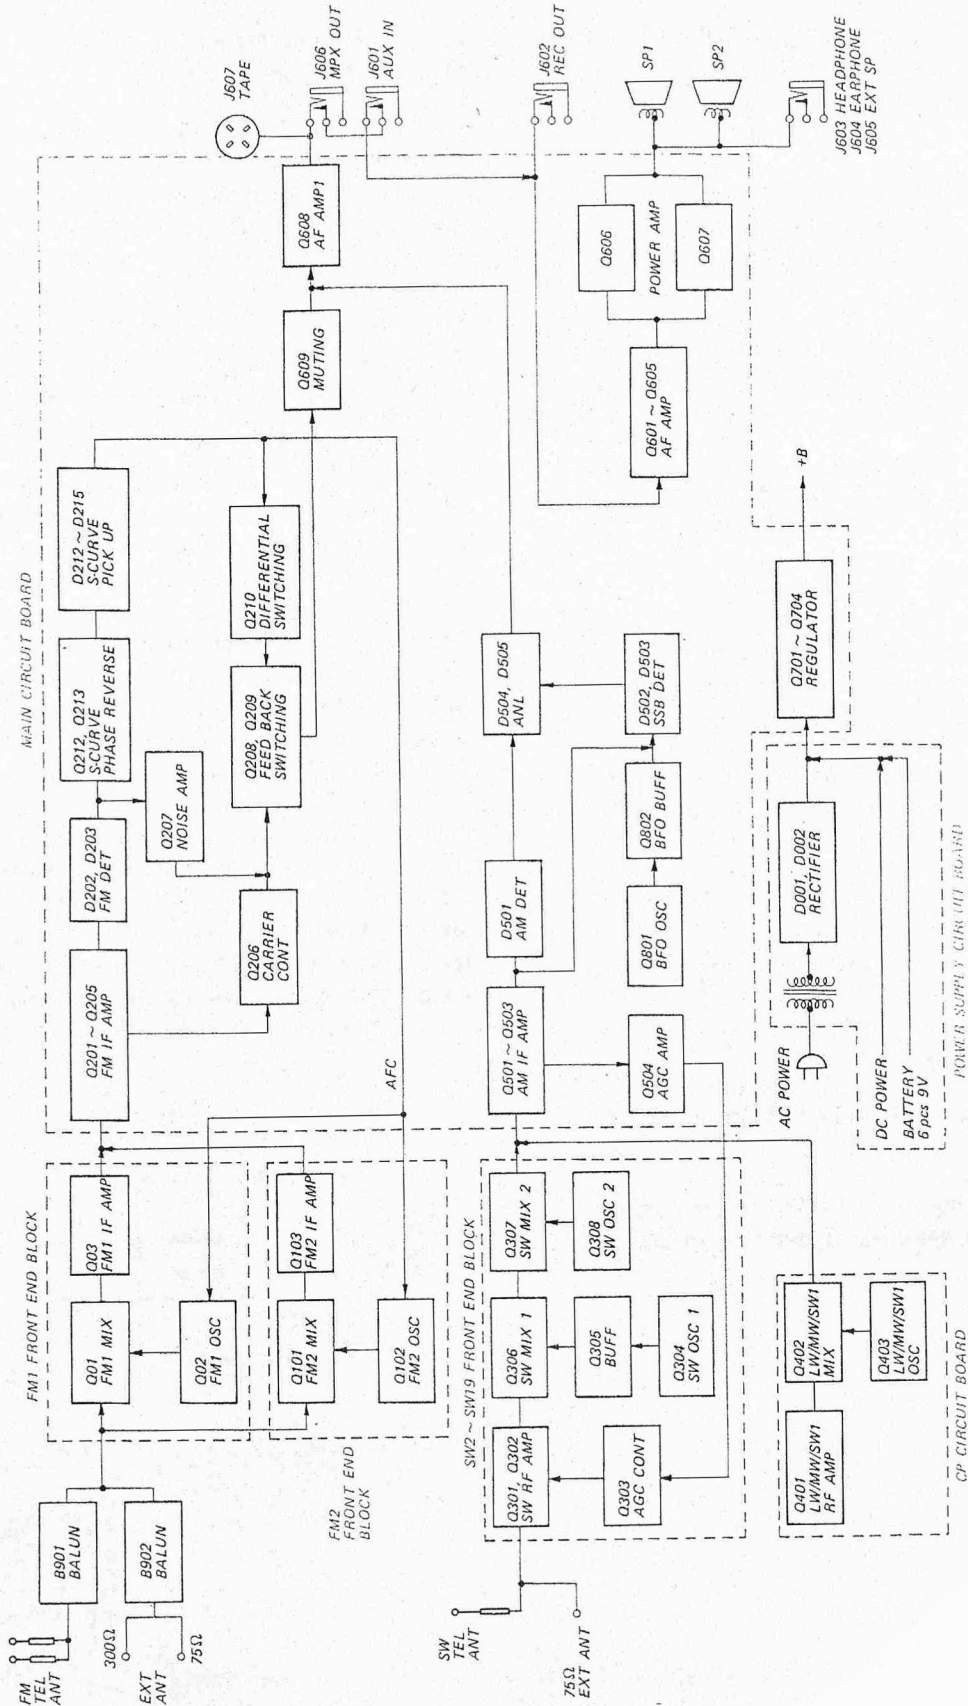 FM
TEL
ANT
B901
BALUN
300Ω
EXT
ANT
75Ω
B902
BALUN
FM1 FRONT END BLOCK
Q01
FM1 MIX
Q03
FM1 IF AMP
Q02
FM1 OSC
FM2
FRONT END
BLOCK
Q101
FM2 MIX
Q103
FM2 IF AMP
Q102
FM2 OSC
AFC
MAIN CIRCUIT BOARD
Q201~Q205
FM IF AMP
D202, D203
FM DET
Q212, Q213
S-CURVE
PHASE REVERSE
D212~D215
S-CURVE
PICK UP
Q207
NOISE AMP
Q206
CARRIER
CONT
Q208, Q209
FEED BACK
SWITCHING
Q210
DIFFERENTIAL
SWITCHING
Q609
MUTING
Q608
AF AMP1
J607
TAPE
J606
MPX OUT
J601
AUX IN
J602
REC OUT
SP1
SP2
J603 HEADPHONE
J604 EARPHONE
J605 EXT SP
SW
TEL
ANT
75Ω
EXT ANT
SW2~SW19 FRONT END BLOCK
Q301, Q302
SW RF AMP
Q306
SW MIX 1
Q307
SW MIX 2
Q303
AGC CONT
Q305
BUFF
Q304
SW OSC 1
Q308
SW OSC 2
Q501~Q503
AM IF AMP
D501
AM DET
D504, D505
ANL
Q504
AGC AMP
Q801
BFO OSC
Q802
BFO BUFF
D502, D503
SSB DET
Q601~Q605
AF AMP
Q606
POWER AMP
Q607
Q401
LW/MW/SW1
RF AMP
Q402
LW/MW/SW1
MIX
Q403
LW/MW/SW1
OSC
CP CIRCUIT BOARD
AC POWER
DC POWER
BATTERY
6 pcs 9V
D001, D002
RECTIFIER
Q701~Q704
REGULATOR
+B
POWER SUPPLY CIRCUIT BOARD